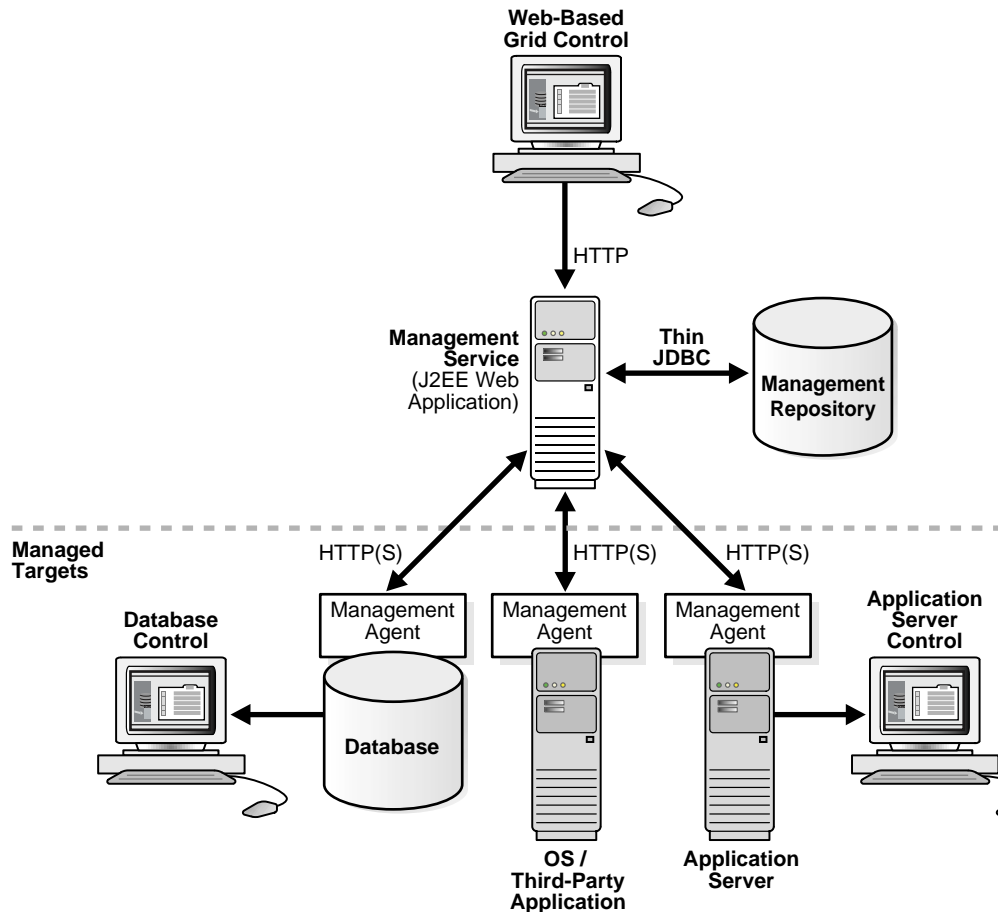 Web-Based
Grid Control
HTTP
Management
Service
(J2EE Web
Application)
Thin
JDBC
Management
Repository
Managed
Targets
HTTP(S)
HTTP(S)
HTTP(S)
Database
Control
Management
Agent
Management
Agent
Management
Agent
Application
Server
Control
Database
OS /
Third-Party
Application
Application
Server